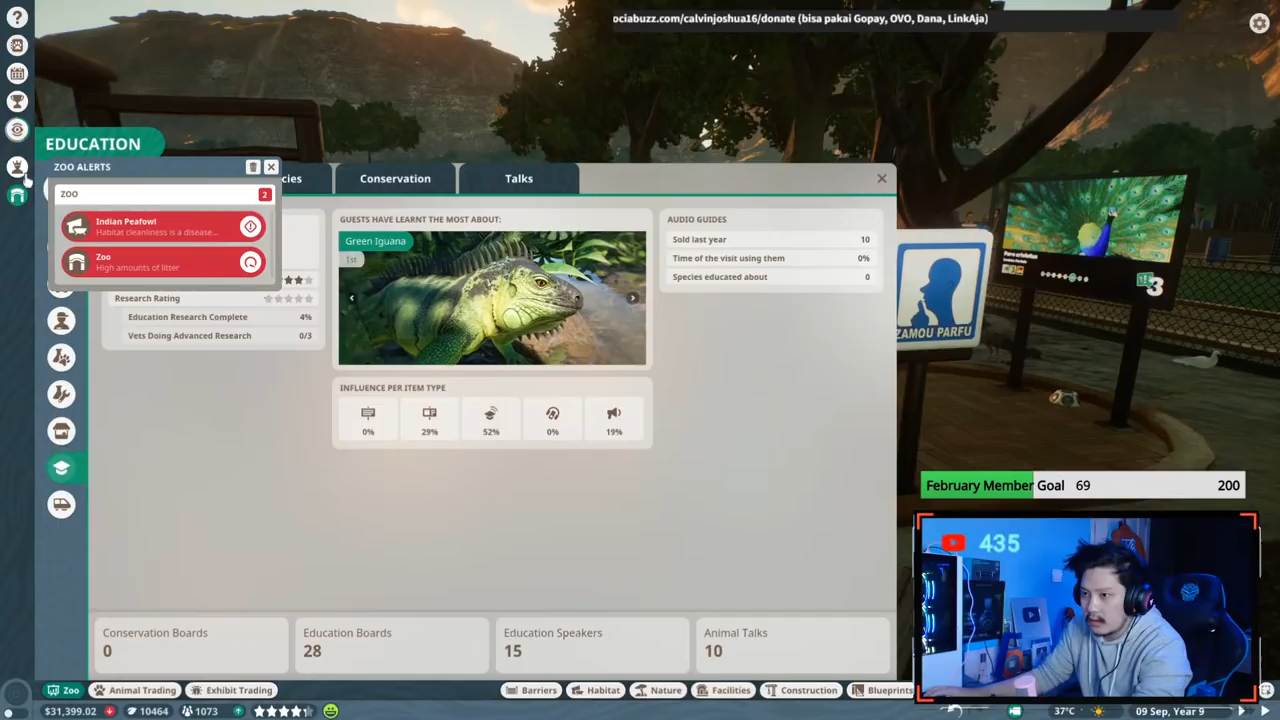 ociabuzz.com/calvinjoshua16/donate (bisa pakai Gopay, OVO, Dana, LinkAja)
EDUCATION
ZOO ALERTS
cies
Conservation
Talks
ZOO
2
Indian Peafowl
Habitat cleanliness is a disease...
Zoo
High amounts of litter
Research Rating
Education Research Complete
4%
Vets Doing Advanced Research
0/3
GUESTS HAVE LEARNT THE MOST ABOUT:
Green Iguana
1st
INFLUENCE PER ITEM TYPE
0%
29%
52%
0%
19%
AUDIO GUIDES
Sold last year
10
Time of the visit using them
0%
Species educated about
0
ZAMOU PARFU
3
February Member Goal
69
200
435
Conservation Boards
0
Education Boards
28
Education Speakers
15
Animal Talks
10
Zoo
Animal Trading
Exhibit Trading
Barriers
Habitat
Nature
Facilities
Construction
Blueprints
$31,399.02
10464
1073
37°C
09 Sep, Year 9